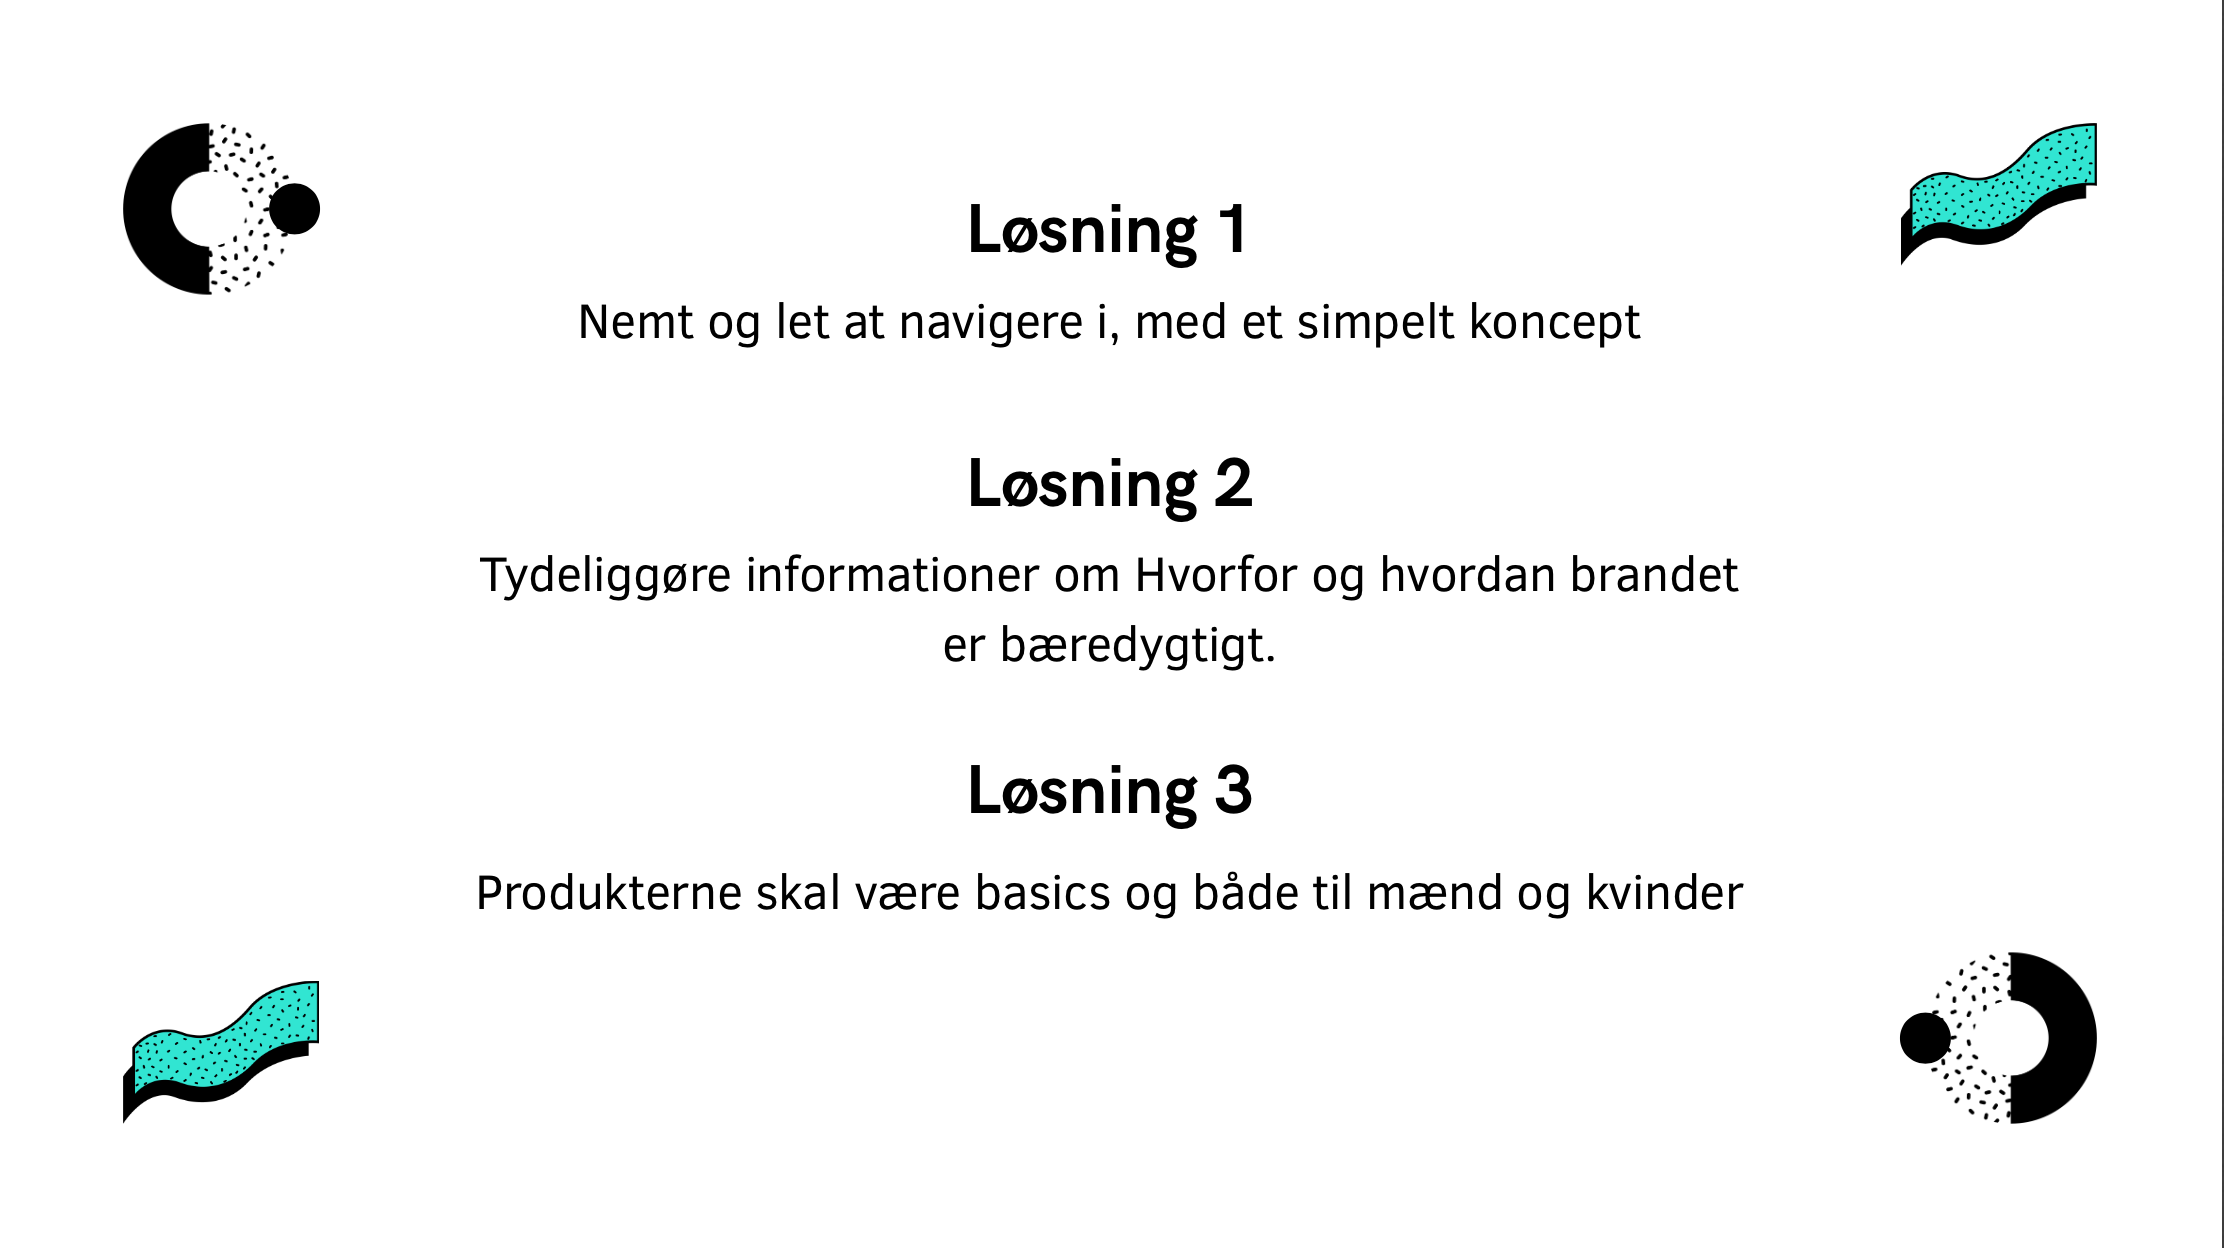 Løsning 1
Nemt og let at navigere i, med et simpelt koncept
Løsning 2
Tydeliggøre informationer om Hvorfor og hvordan brandet
er bæredygtigt.
Løsning 3
Produkterne skal være basics og både til mænd og kvinder